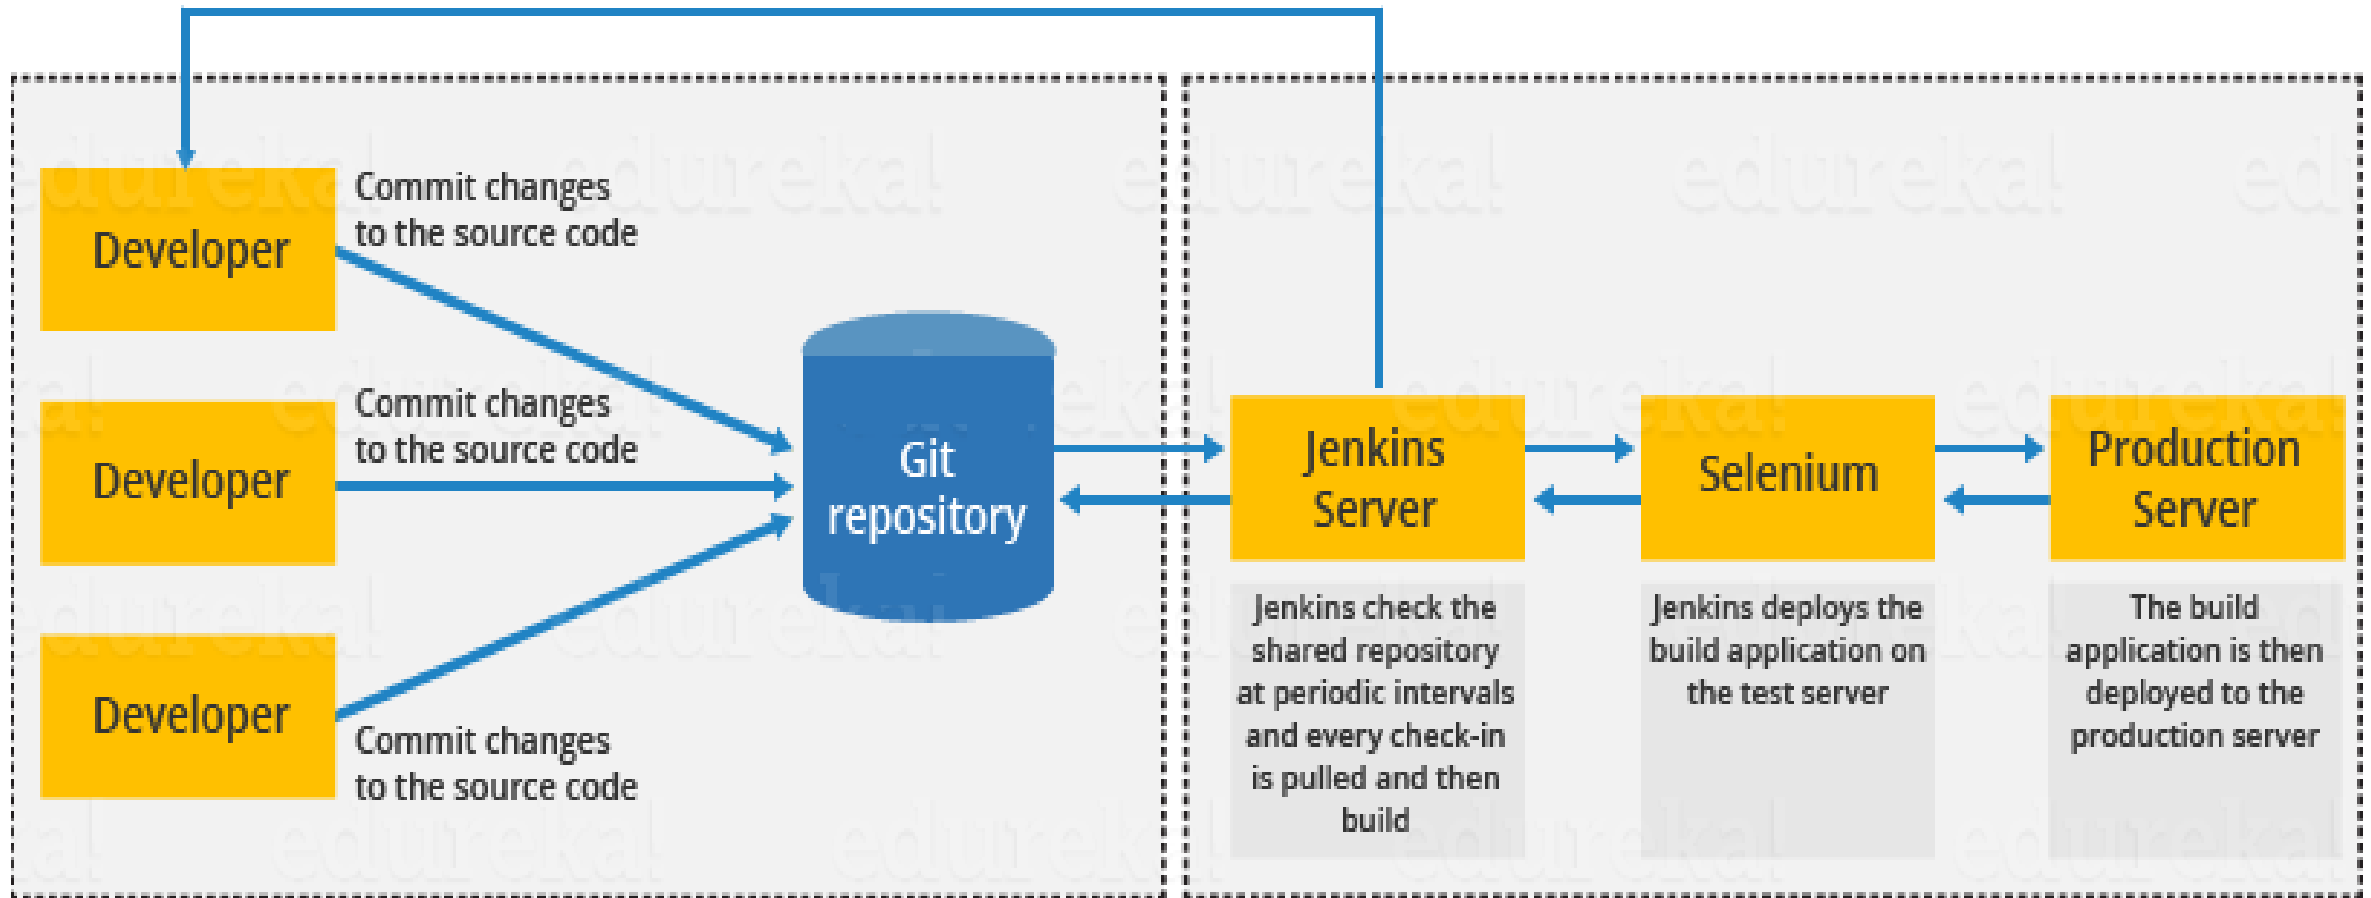 Developer
Commit changes
to the source code
Developer
Commit changes
to the source code
Developer
Commit changes
to the source code
Git
repository
Jenkins
Server
Jenkins check the
shared repository
at periodic intervals
and every check-in
is pulled and then
build
Selenium
Jenkins deploys the
build application on
the test server
Production
Server
The build
application is then
deployed to the
production server
edureka!